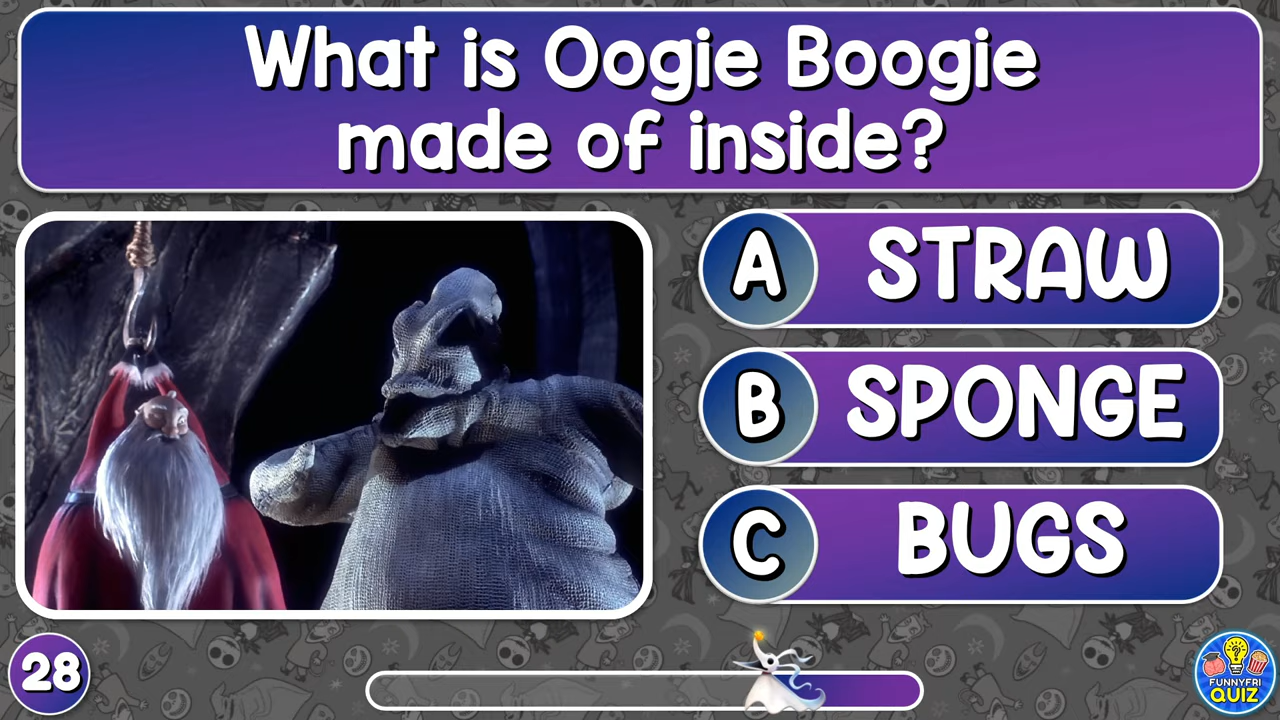 What is Oogie Boogie
made of inside?
A STRAW
B SPONGE
C BUGS
28
?
FUNNYFRI
QUIZ